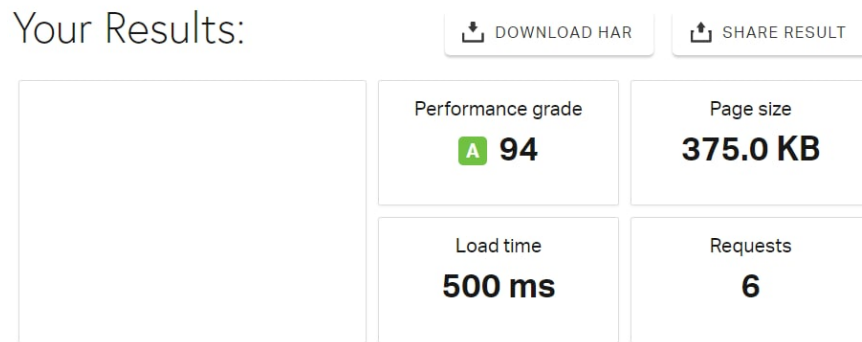 Your Results:
DOWNLOAD HAR
SHARE RESULT
Performance grade
A 94
Page size
375.0 KB
Load time
500 ms
Requests
6